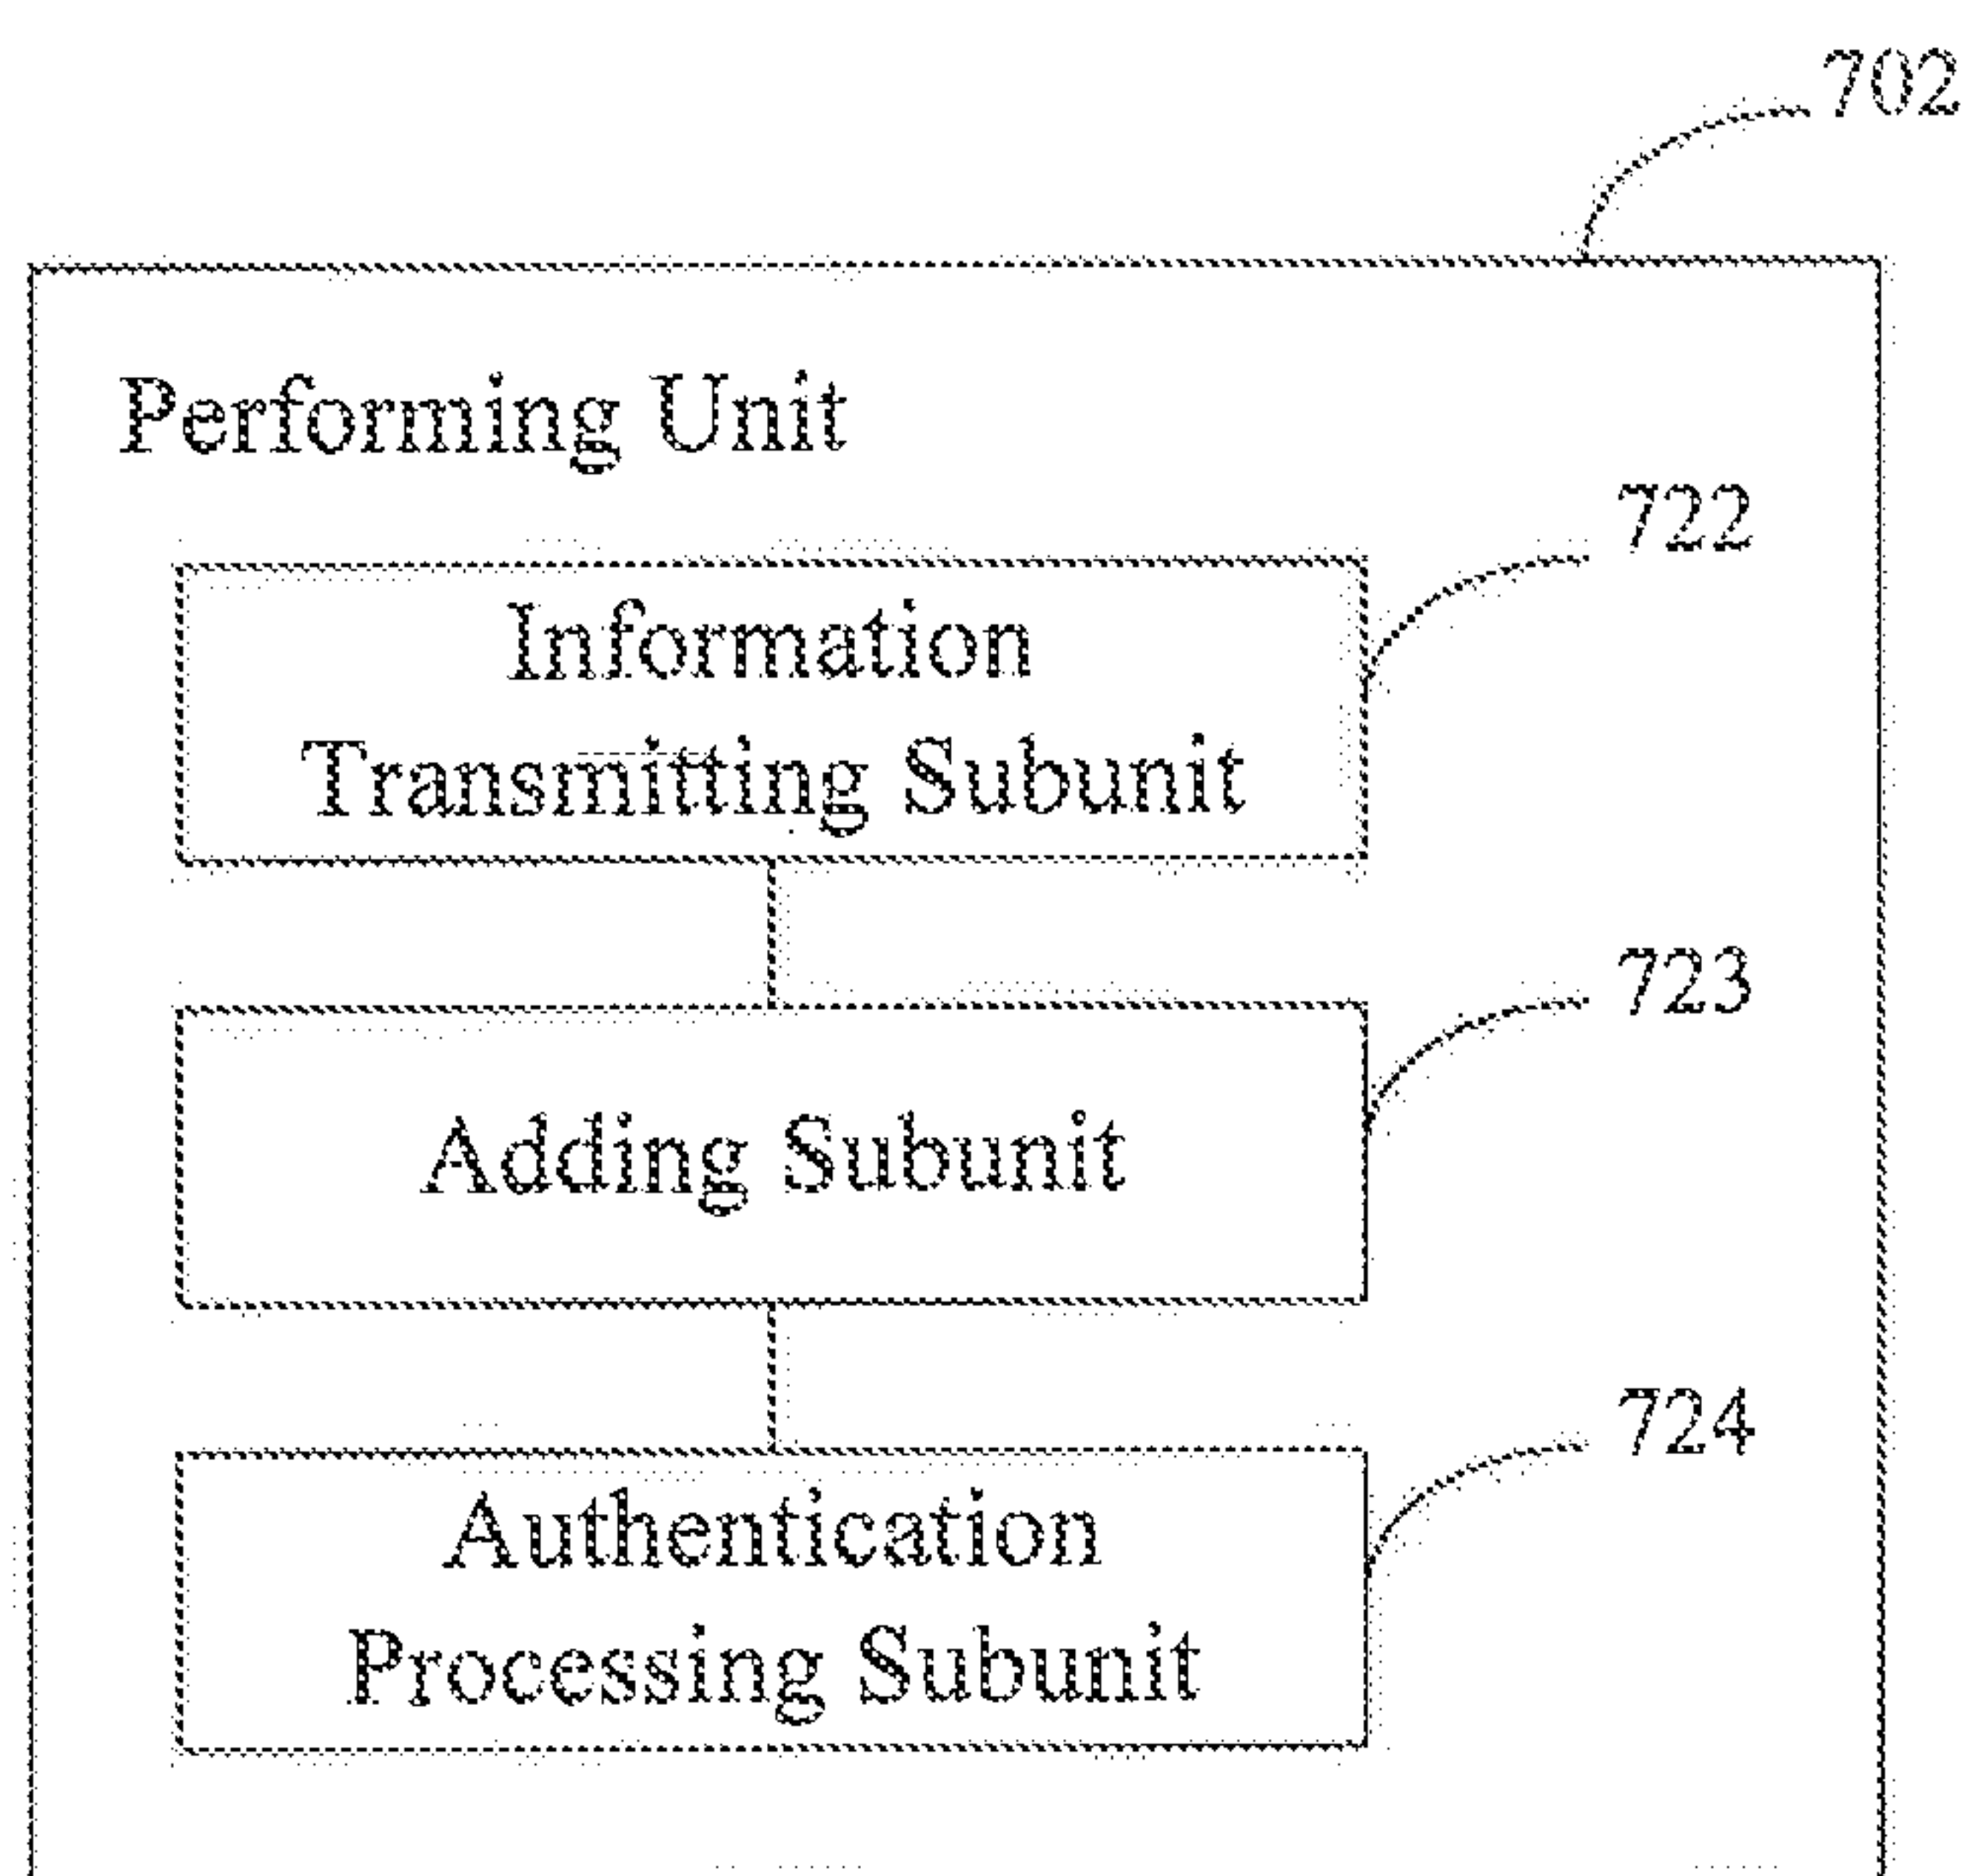 702
Performing Unit
722
Information
Transmitting Subunit
723
Adding Subunit
724
Authentication
Processing Subunit